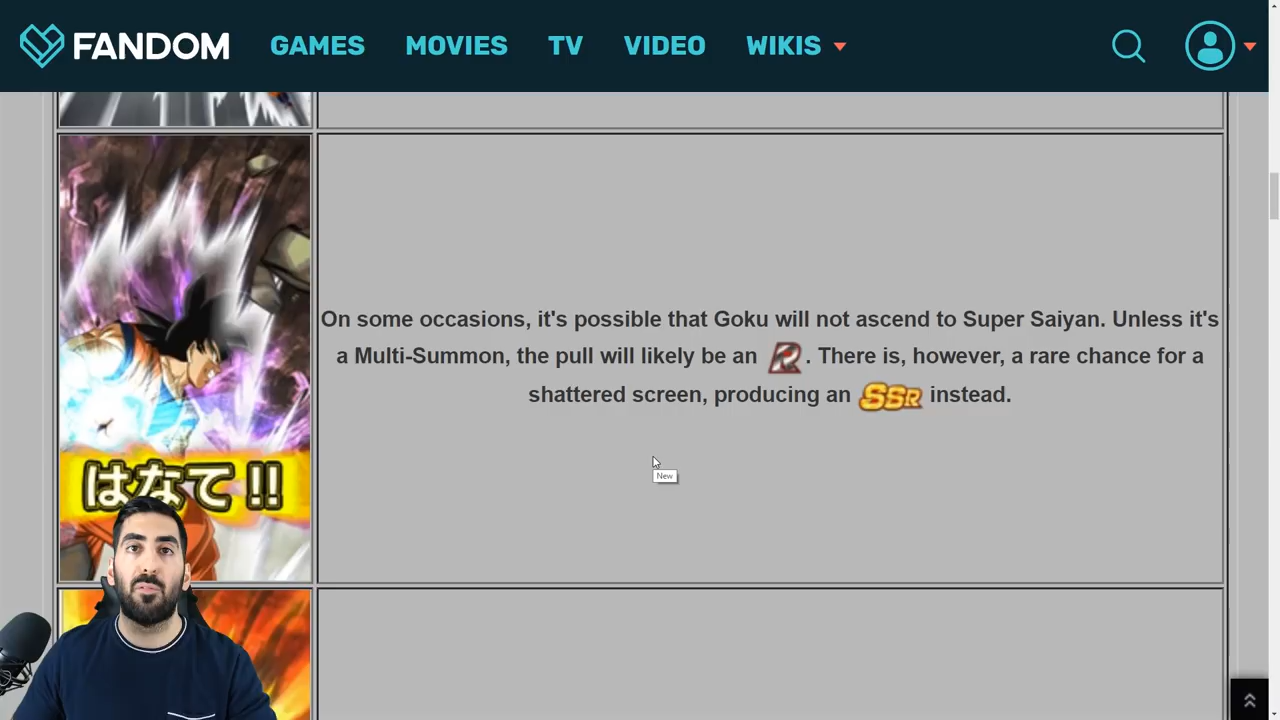 FANDOM GAMES MOVIES TV VIDEO WIKIS
On some occasions, it's possible that Goku will not ascend to Super Saiyan. Unless it's
a Multi-Summon, the pull will likely be an R. There is, however, a rare chance for a
shattered screen, producing an SSR instead.
New
はなて!!